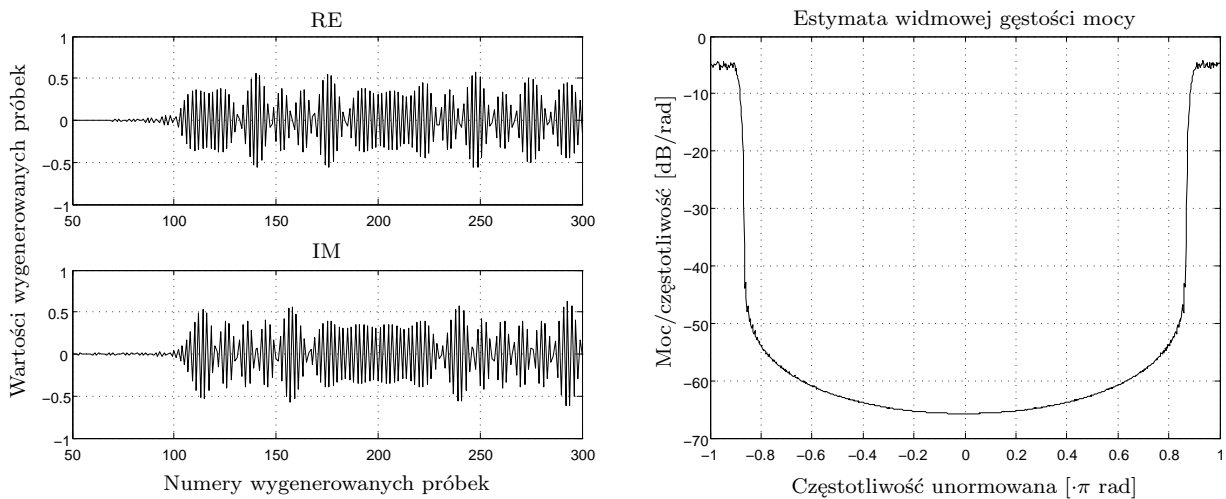 RE
1
0.5
0
−0.5
−1
50 100 150 200 250 300
IM
1
0.5
0
−0.5
−1
50 100 150 200 250 300
Wartości wygenerowanych próbek
Numery wygenerowanych próbek
Estymata widmowej gęstości mocy
0
−10
−20
−30
−40
−50
−60
−70
−1 −0.8 −0.6 −0.4 −0.2 0 0.2 0.4 0.6 0.8 1
Moc/częstotliwość [dB/rad]
Częstotliwość unormowana [·π rad]